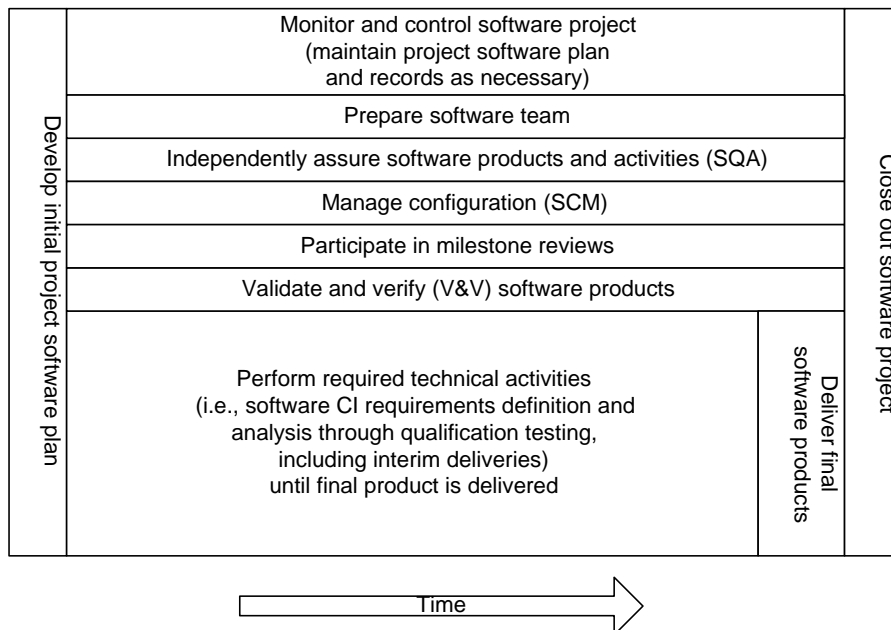 Develop initial project software plan
Monitor and control software project
(maintain project software plan
and records as necessary)
Prepare software team
Independently assure software products and activities (SQA)
Manage configuration (SCM)
Participate in milestone reviews
Validate and verify (V&V) software products
Perform required technical activities
(i.e., software CI requirements definition and
analysis through qualification testing,
including interim deliveries)
until final product is delivered
Deliver final
software products
Close out software project
Time